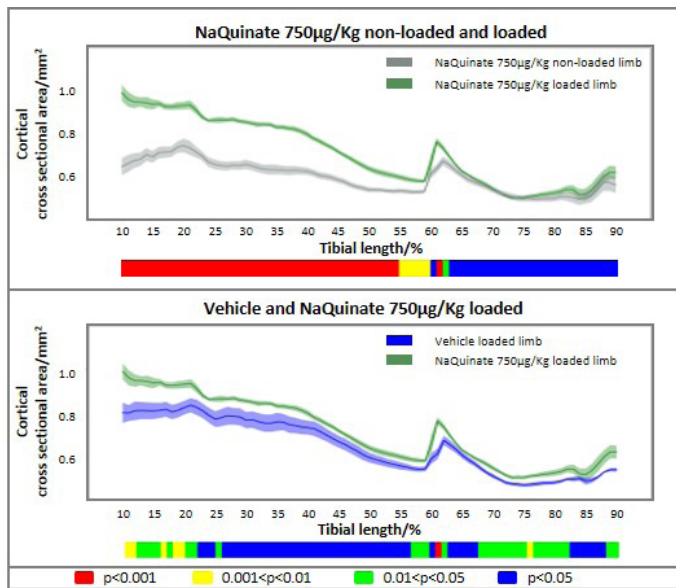 NaQuinate 750µg/Kg non-loaded and loaded
NaQuinate 750µg/Kg non-loaded limb
NaQuinate 750µg/Kg loaded limb
Cortical
cross sectional area/mm²
1.0
0.8
0.6
10 15 20 25 30 35 40 45 50 55 60 65 70 75 80 85 90
Tibial length/%
Vehicle and NaQuinate 750µg/Kg loaded
Vehicle loaded limb
NaQuinate 750µg/Kg loaded limb
Cortical
cross sectional area/mm²
1.0
0.8
0.6
10 15 20 25 30 35 40 45 50 55 60 65 70 75 80 85 90
Tibial length/%
p<0.001 0.001<p<0.01 0.01<p<0.05 p<0.05